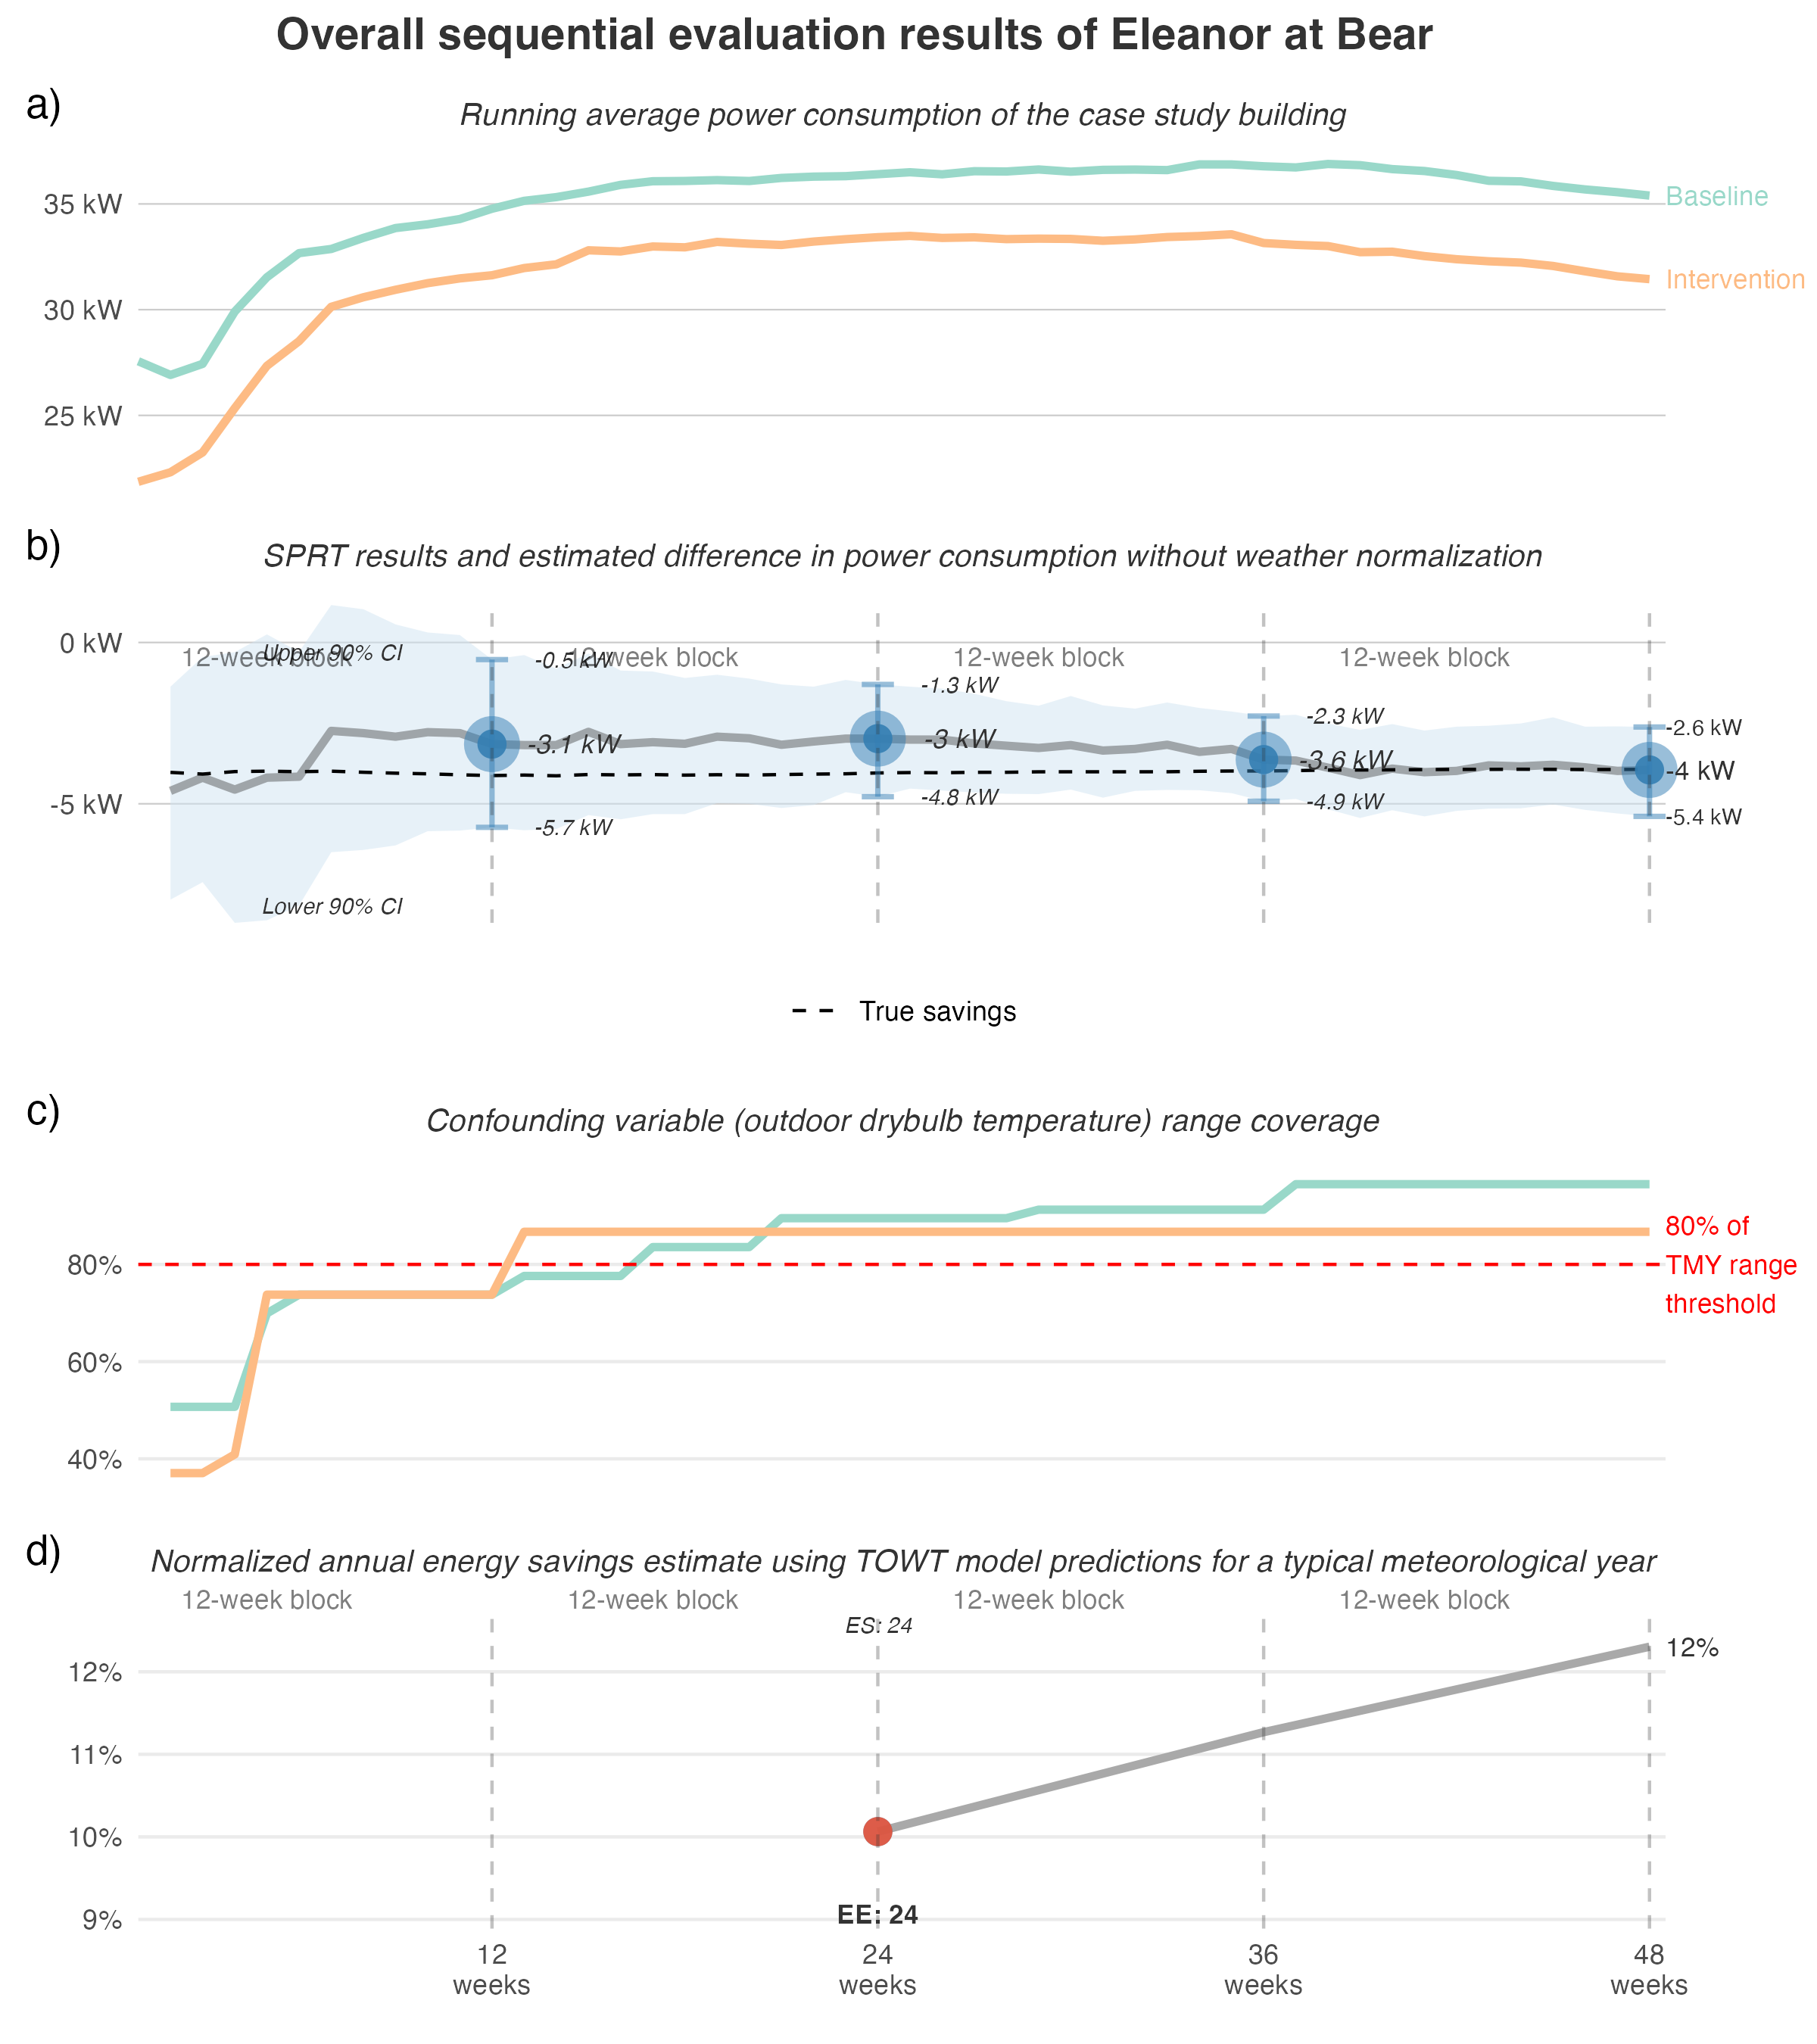 Overall sequential evaluation results of Eleanor at Bear
a)
Running average power consumption of the case study building
35 kW
30 kW
25 kW
Baseline
Intervention
b)
SPRT results and estimated difference in power consumption without weather normalization
0 kW
-5 kW
12-week block
12-week block
12-week block
12-week block
Upper 90% CI
Lower 90% CI
-0.5 kW
-3.1 kW
-5.7 kW
-1.3 kW
-3 kW
-4.8 kW
-2.3 kW
-3.6 kW
-4.9 kW
-2.6 kW
-4 kW
-5.4 kW
True savings
c)
Confounding variable (outdoor drybulb temperature) range coverage
80%
60%
40%
80% of
TMY range
threshold
d)
Normalized annual energy savings estimate using TOWT model predictions for a typical meteorological year
12-week block
12-week block
12-week block
12-week block
ES: 24
12%
12%
11%
10%
9%
EE: 24
12
weeks
24
weeks
36
weeks
48
weeks